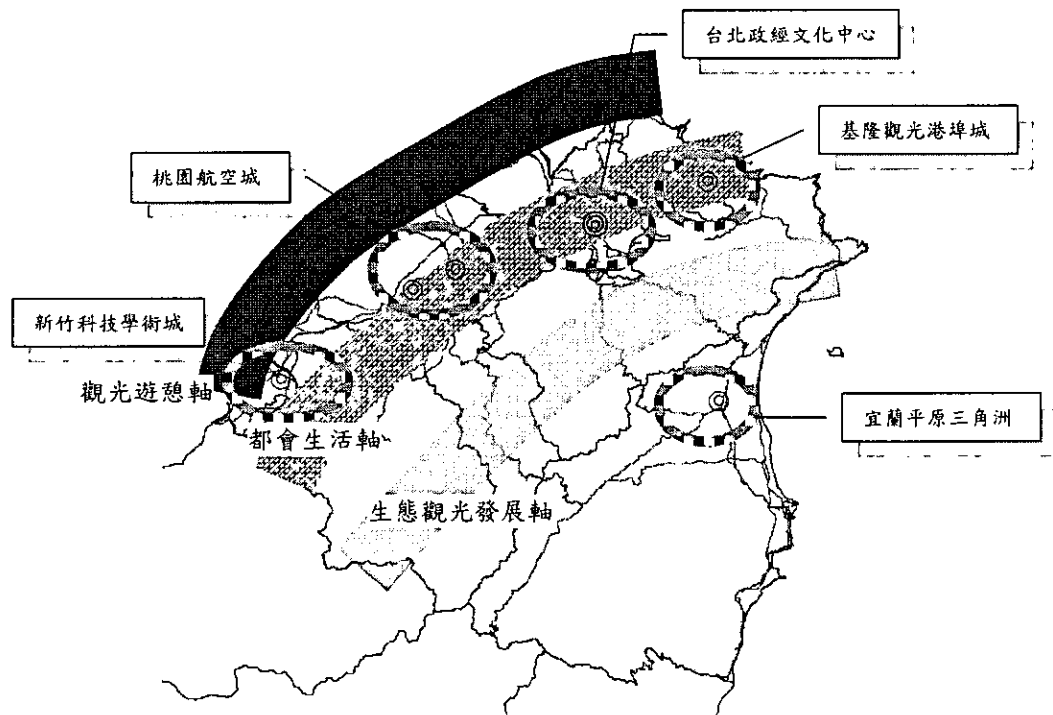 台北政經文化中心
基隆觀光港埠城
桃園航空城
新竹科技學術城
觀光遊憩軸
宜蘭平原三角洲
都會生活軸
生態觀光發展軸